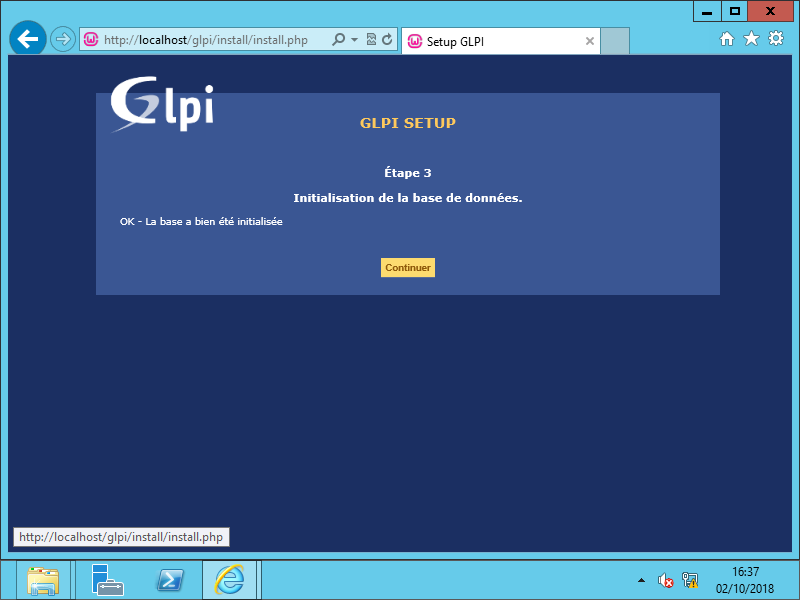 http://localhost/glpi/install/install.php
Setup GLPI
Glpi
GLPI SETUP
Étape 3
Initialisation de la base de données.
OK - La base a bien été initialisée
Continuer
http://localhost/glpi/install/install.php
16:37
02/10/2018